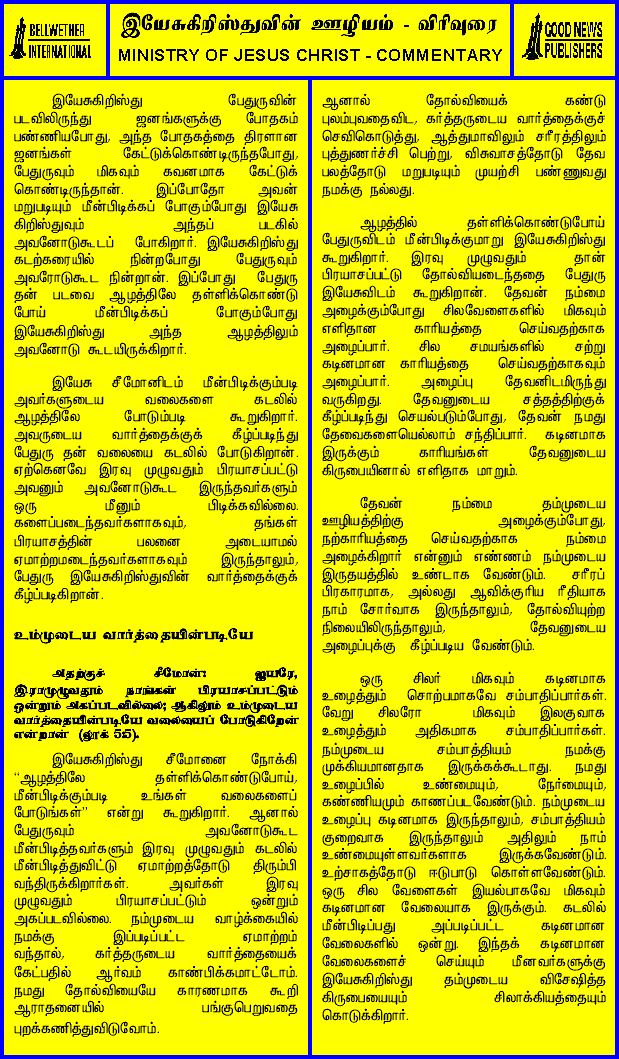 BELLWETHER
INTERNATIONAL
இயேசுகிறிஸ்துவின் ஊழியம் - விரிவுரை
MINISTRY OF JESUS CHRIST - COMMENTARY
GOOD NEWS
PUBLISHERS
இயேசுகிறிஸ்து பேதுருவின்
படவிலிருந்து ஜனங்களுக்கு போதகம்
பண்ணியபோது, அந்த போதகத்தை திரளான
ஜனங்கள் கேட்டுக்கொண்டிருந்தபோது,
பேதுருவும் மிகவும் கவனமாக கேட்டுக்
கொண்டிருந்தான். இப்போதோ அவன்
மறுபடியும் மீன்பிடிக்கப் போகும்போது இயேசு
கிறிஸ்துவும் அந்தப் படகில்
அவனோடுகூடப் போகிறார். இயேசுகிறிஸ்து
கடற்கரையில் நின்றபோது பேதுருவும்
அவரோடுகூட நின்றான். இப்போது பேதுரு
தன் படவை ஆழத்திலே தள்ளிக்கொண்டு
போய் மீன்பிடிக்கப் போகும்போது
இயேசுகிறிஸ்து அந்த ஆழத்திலும்
அவனோடு கூடயிருக்கிறார்.
இயேசு சீமோனிடம் மீன்பிடிக்கும்படி
அவர்களுடைய வலைகளை கடலில்
ஆழத்திலே போடும்படி கூறுகிறார்.
அவருடைய வார்த்தைக்குக் கீழ்ப்படிந்து
பேதுரு தன் வலையை கடலில் போடுகிறான்.
ஏற்கெனவே இரவு முழுவதும் பிரயாசப்பட்டு
அவனும் அவனோடுகூட இருந்தவர்களும்
ஒரு மீனும் பிடிக்கவில்லை.
களைப்படைந்தவர்களாகவும், தங்கள்
பிரயாசத்தின் பலனை அடையாமல்
ஏமாற்றமடைந்தவர்களாகவும் இருந்தாலும்,
பேதுரு இயேசுகிறிஸ்துவின் வார்த்தைக்குக்
கீழ்ப்படிகிறான்.
உம்முடைய வார்த்தையின்படியே
அதற்குச் சீமோன்: ஐயரே,
இராமுழுவதும் நாங்கள் பிரயாசப்பட்டும்
ஒன்றும் அகப்படவில்லை; ஆகிலும் உம்முடைய
வார்த்தையின்படியே வலையைப் போடுகிறேன்
என்றான் (லூக் 5:5).
இயேசுகிறிஸ்து சீமோனை நோக்கி
“ஆழத்திலே தள்ளிக்கொண்டுபோய்,
மீன்பிடிக்கும்படி உங்கள் வலைகளைப்
போடுங்கள்” என்று கூறுகிறார். ஆனால்
பேதுருவும் அவனோடுகூட
மீன்பிடித்தவர்களும் இரவு முழுவதும் கடலில்
மீன்பிடித்துவிட்டு ஏமாற்றத்தோடு திரும்பி
வந்திருக்கிறார்கள். அவர்கள் இரவு
முழுவதும் பிரயாசப்பட்டும் ஒன்றும்
அகப்படவில்லை. நம்முடைய வாழ்க்கையில்
நமக்கு இப்படிப்பட்ட ஏமாற்றம்
வந்தால், கர்த்தருடைய வார்த்தையைக்
கேட்பதில் ஆர்வம் காண்பிக்கமாட்டோம்.
நமது தோல்வியையே காரணமாக கூறி
ஆராதனையில் பங்குபெறுவதை
புறக்கணித்துவிடுவோம்.
ஆனால் தோல்வியைக் கண்டு
புலம்புவதைவிட, கர்த்தருடைய வார்த்தைக்குச்
செவிகொடுத்து, ஆத்துமாவிலும் சரீரத்திலும்
புத்துணர்ச்சி பெற்று, விசுவாசத்தோடு தேவ
பலத்தோடு மறுபடியும் முயற்சி பண்ணுவது
நமக்கு நல்லது.
ஆழத்தில் தள்ளிக்கொண்டுபோய்
பேதுருவிடம் மீன்பிடிக்குமாறு இயேசுகிறிஸ்து
கூறுகிறார். இரவு முழுவதும் தான்
பிரயாசப்பட்டு தோல்வியடைந்ததை பேதுரு
இயேசுவிடம் கூறுகிறான். தேவன் நம்மை
அழைக்கும்போது சிலவேளைகளில் மிகவும்
எளிதான காரியத்தை செய்வதற்காக
அழைப்பார். சில சமயங்களில் சற்று
கடினமான காரியத்தை செய்வதற்காகவும்
அழைப்பார். அழைப்பு தேவனிடமிருந்து
வருகிறது. தேவனுடைய சத்தத்திற்குக்
கீழ்ப்படிந்து செயல்படும்போது, தேவன் நமது
தேவைகளையெல்லாம் சந்திப்பார். கடினமாக
இருக்கும் காரியங்கள் தேவனுடைய
கிருபையினால் எளிதாக மாறும்.
தேவன் நம்மை தம்முடைய
ஊழியத்திற்கு அழைக்கும்போது,
நற்காரியத்தை செய்வதற்காக நம்மை
அழைக்கிறார் என்னும் எண்ணம் நம்முடைய
இருதயத்தில் உண்டாக வேண்டும். சரீரப்
பிரகாரமாக, அல்லது ஆவிக்குரிய ரீதியாக
நாம் சோர்வாக இருந்தாலும், தோல்வியுற்ற
நிலையிலிருந்தாலும், தேவனுடைய
அழைப்புக்கு கீழ்ப்படிய வேண்டும்.
ஒரு சிலர் மிகவும் கடினமாக
உழைத்தும் சொற்பமாகவே சம்பாதிப்பார்கள்.
வேறு சிலரோ மிகவும் இலகுவாக
உழைத்தும் அதிகமாக சம்பாதிப்பார்கள்.
நம்முடைய சம்பாத்தியம் நமக்கு
முக்கியமானதாக இருக்கக்கூடாது. நமது
உழைப்பில் உண்மையும், நேர்மையும்,
கண்ணியமும் காணப்படவேண்டும். நம்முடைய
உழைப்பு கடினமாக இருந்தாலும், சம்பாத்தியம்
குறைவாக இருந்தாலும் அதிலும் நாம்
உண்மையுள்ளவர்களாக இருக்கவேண்டும்.
உற்சாகத்தோடு ஈடுபாடு கொள்ளவேண்டும்.
ஒரு சில வேளைகள் இயல்பாகவே மிகவும்
கடினமான வேலையாக இருக்கும். கடலில்
மீன்பிடிப்பது அப்படிப்பட்ட கடினமான
வேலைகளில் ஒன்று. இந்தக் கடினமான
வேலைகளைச் செய்யும் மீனவர்களுக்கு
இயேசுகிறிஸ்து தம்முடைய விசேஷித்த
கிருபையையும் சிலாக்கியத்தையும்
கொடுக்கிறார்.